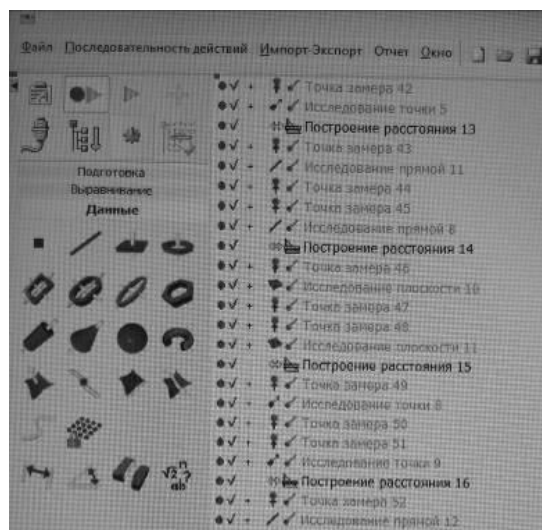 Файл Последовательность действий Импорт-Экспорт Отчет Окно
Подготовка
Выравнивание
Данные
√2 n ? ab
Точка замера 42
Исследование точки 5
Построение расстояния 13
Точка замера 43
Исследование прямой 11
Точка замера 44
Точка замера 45
Исследование прямой 8
Построение расстояния 14
Точка замера 46
Исследование плоскости 10
Точка замера 47
Точка замера 48
Исследование плоскости 11
Построение расстояния 15
Точка замера 49
Исследование точки 8
Точка замера 50
Точка замера 51
Исследование точки 9
Построение расстояния 16
Точка замера 52
Исследование прямой 12